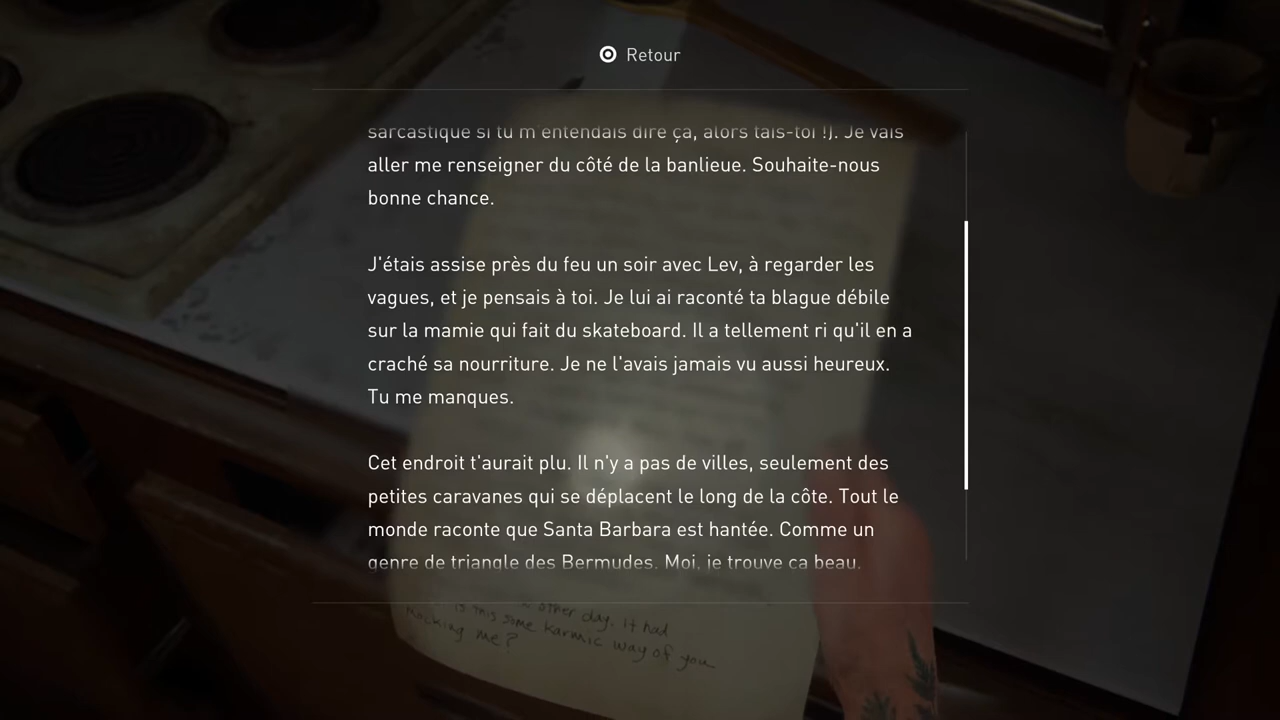 Retour
sarcastique si tu m'entendais dire ça, alors tais-toi !). Je vais
aller me renseigner du côté de la banlieue. Souhaite-nous
bonne chance.
J'étais assise près du feu un soir avec Lev, à regarder les
vagues, et je pensais à toi. Je lui ai raconté ta blague débile
sur la mamie qui fait du skateboard. Il a tellement ri qu'il en a
craché sa nourriture. Je ne l'avais jamais vu aussi heureux.
Tu me manques.
Cet endroit t'aurait plu. Il n'y a pas de villes, seulement des
petites caravanes qui se déplacent le long de la côte. Tout le
monde raconte que Santa Barbara est hantée. Comme un
genre de triangle des Bermudes. Moi, je trouve ça beau.
other day. It had
is this some karmic way of you
mocking me?